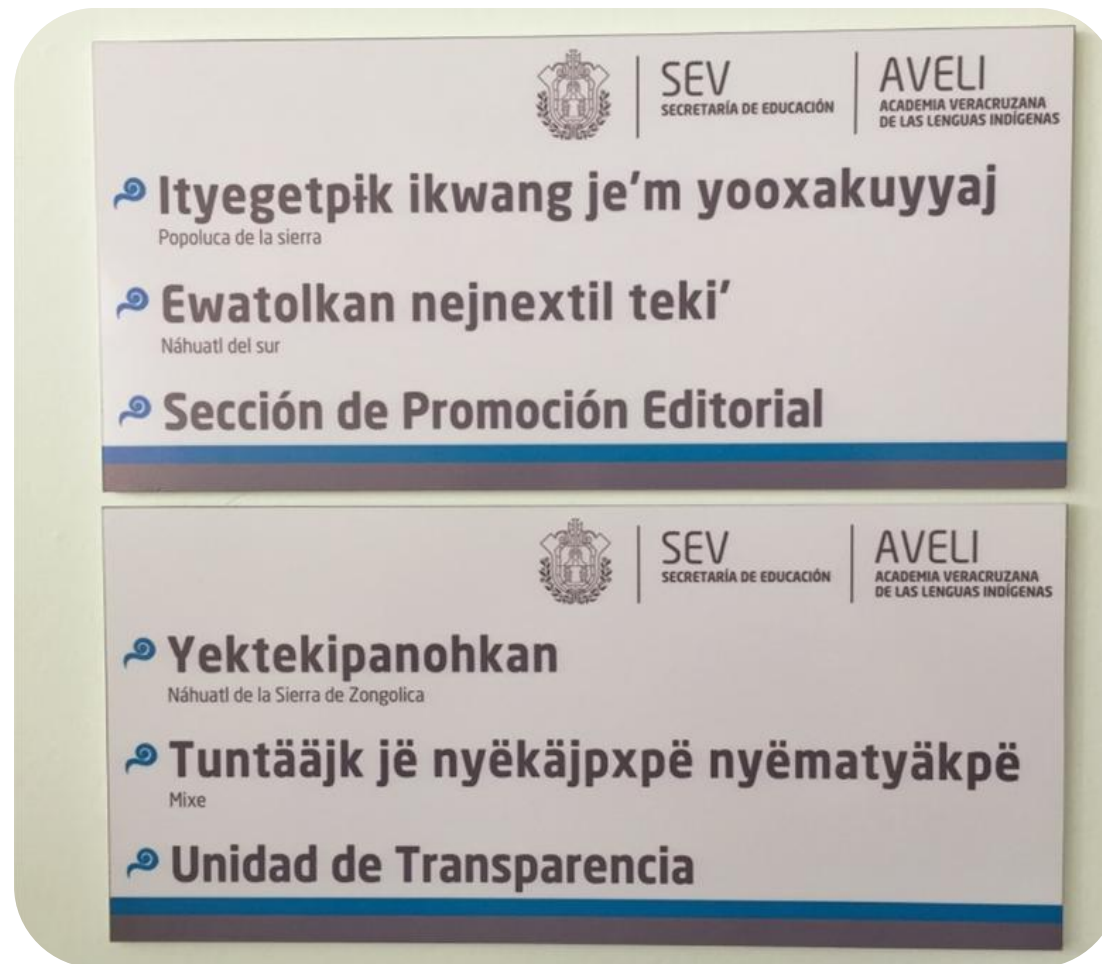 SEV
SECRETARÍA DE EDUCACIÓN
AVELI
ACADEMIA VERACRUZANA
DE LAS LENGUAS INDÍGENAS
Ityegetpɨk ikwang je’m yooxakuyyaj
Popoluca de la sierra
Ewatolkan nejnextil teki’
Náhuatl del sur
Sección de Promoción Editorial
SEV
SECRETARÍA DE EDUCACIÓN
AVELI
ACADEMIA VERACRUZANA
DE LAS LENGUAS INDÍGENAS
Yektekipanohkan
Náhuatl de la Sierra de Zongolica
Tuntääjk jë nyëkäjpxpë nyëmatyäkpë
Mixe
Unidad de Transparencia